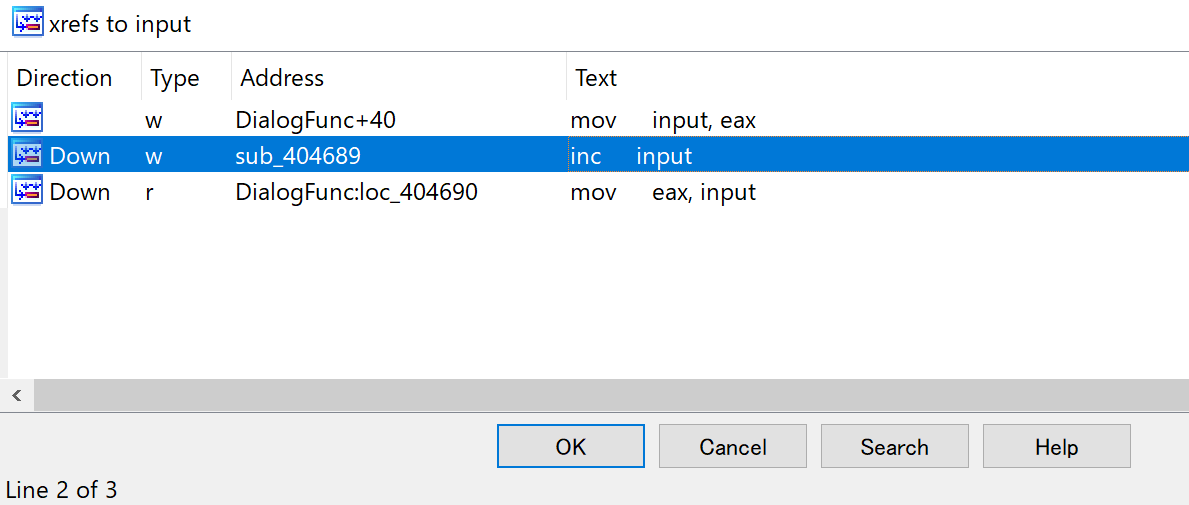 xrefs to input
Direction Type Address Text
w DialogFunc+40 mov input, eax
Down w sub_404689 inc input
Down r DialogFunc:loc_404690 mov eax, input
OK Cancel Search Help
Line 2 of 3